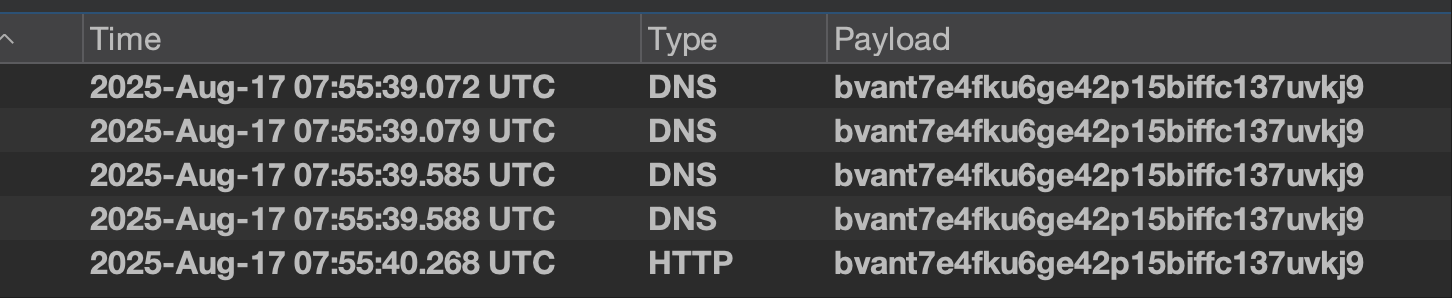 Time Type Payload
2025-Aug-17 07:55:39.072 UTC DNS bvant7e4fku6ge42p15biffc137uvkj9
2025-Aug-17 07:55:39.079 UTC DNS bvant7e4fku6ge42p15biffc137uvkj9
2025-Aug-17 07:55:39.585 UTC DNS bvant7e4fku6ge42p15biffc137uvkj9
2025-Aug-17 07:55:39.588 UTC DNS bvant7e4fku6ge42p15biffc137uvkj9
2025-Aug-17 07:55:40.268 UTC HTTP bvant7e4fku6ge42p15biffc137uvkj9